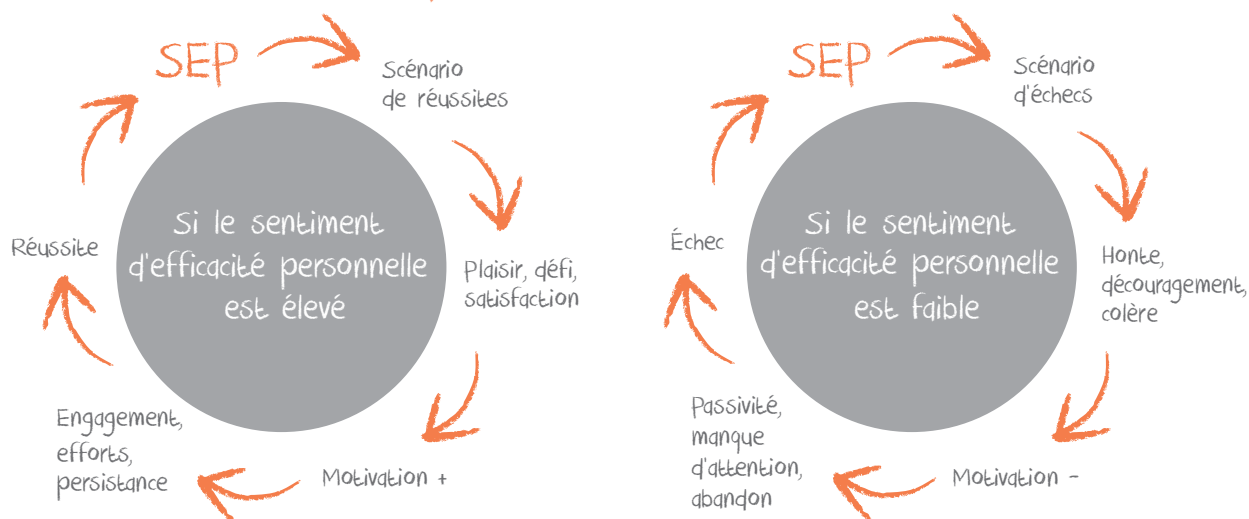 SEP
Scénario
de réussites
Plaisir, défi,
satisfaction
Motivation +
Engagement,
efforts,
persistance
Réussite
Si le sentiment
d'efficacité personnelle
est élevé
SEP
Scénario
d'échecs
Honte,
découragement,
colère
Motivation -
Passivité,
manque
d'attention,
abandon
Échec
Si le sentiment
d'efficacité personnelle
est faible